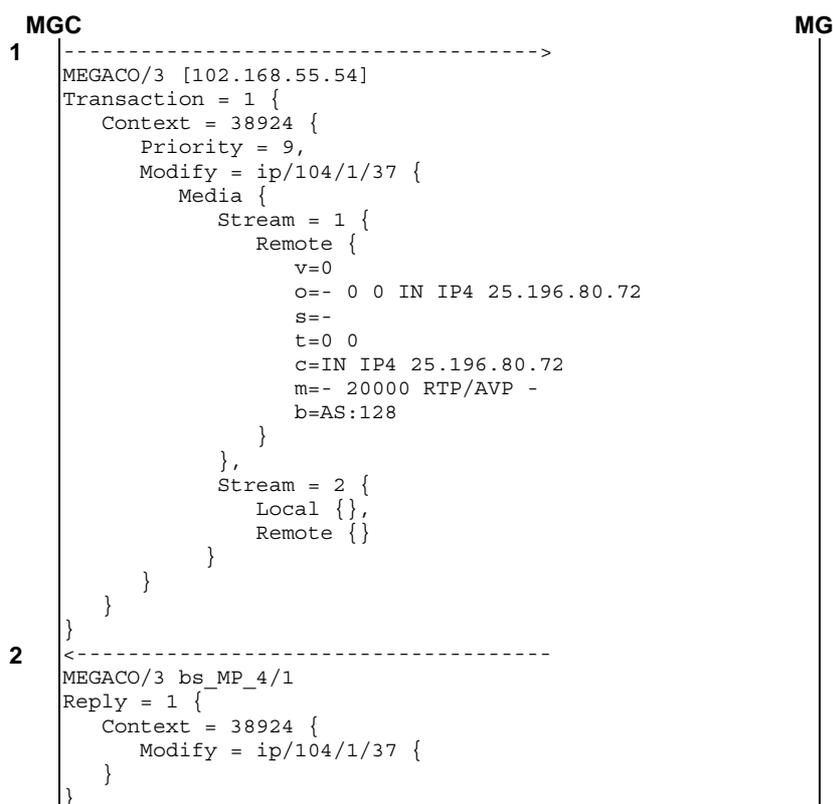 MGC MG
1 ------------------------------------->
MEGACO/3 [102.168.55.54]
Transaction = 1 {
   Context = 38924 {
      Priority = 9,
      Modify = ip/104/1/37 {
         Media {
            Stream = 1 {
               Remote {
                  v=0
                  o=- 0 0 IN IP4 25.196.80.72
                  s=-
                  t=0 0
                  c=IN IP4 25.196.80.72
                  m=- 20000 RTP/AVP -
                  b=AS:128
               }
            },
            Stream = 2 {
               Local {},
               Remote {}
           }
      }
   }
}
2 <-------------------------------------
MEGACO/3 bs_MP_4/1
Reply = 1 {
   Context = 38924 {
      Modify = ip/104/1/37 {
   }
}